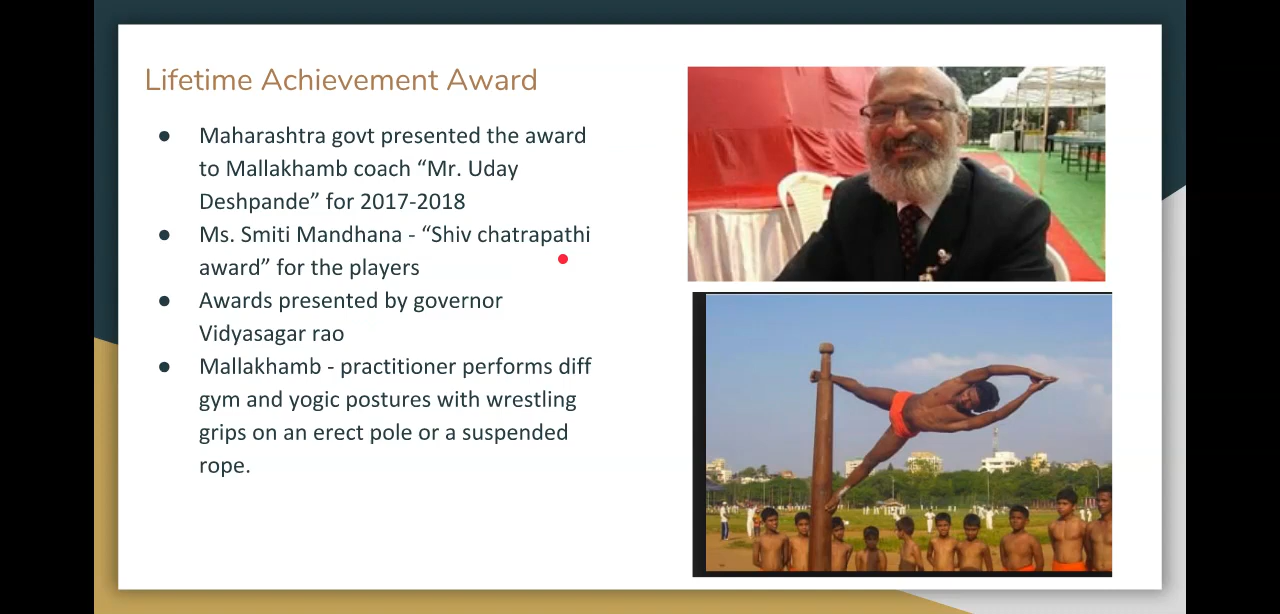 Lifetime Achievement Award
● Maharashtra govt presented the award
to Mallakhamb coach “Mr. Uday
Deshpande” for 2017-2018
● Ms. Smiti Mandhana - “Shiv chatrapathi
award” for the players
● Awards presented by governor
Vidyasagar rao
● Mallakhamb - practitioner performs diff
gym and yogic postures with wrestling
grips on an erect pole or a suspended
rope.